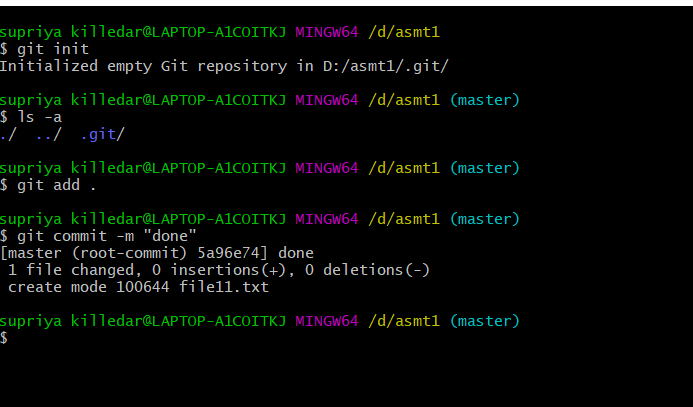 supriya killedar@LAPTOP-A1COITKJ MINGW64 /d/asmt1
$ git init
Initialized empty Git repository in D:/asmt1/.git/
supriya killedar@LAPTOP-A1COITKJ MINGW64 /d/asmt1 (master)
$ ls -a
./  ../  .git/
supriya killedar@LAPTOP-A1COITKJ MINGW64 /d/asmt1 (master)
$ git add .
supriya killedar@LAPTOP-A1COITKJ MINGW64 /d/asmt1 (master)
$ git commit -m "done"
[master (root-commit) 5a96e74] done
 1 file changed, 0 insertions(+), 0 deletions(-)
 create mode 100644 file11.txt
supriya killedar@LAPTOP-A1COITKJ MINGW64 /d/asmt1 (master)
$